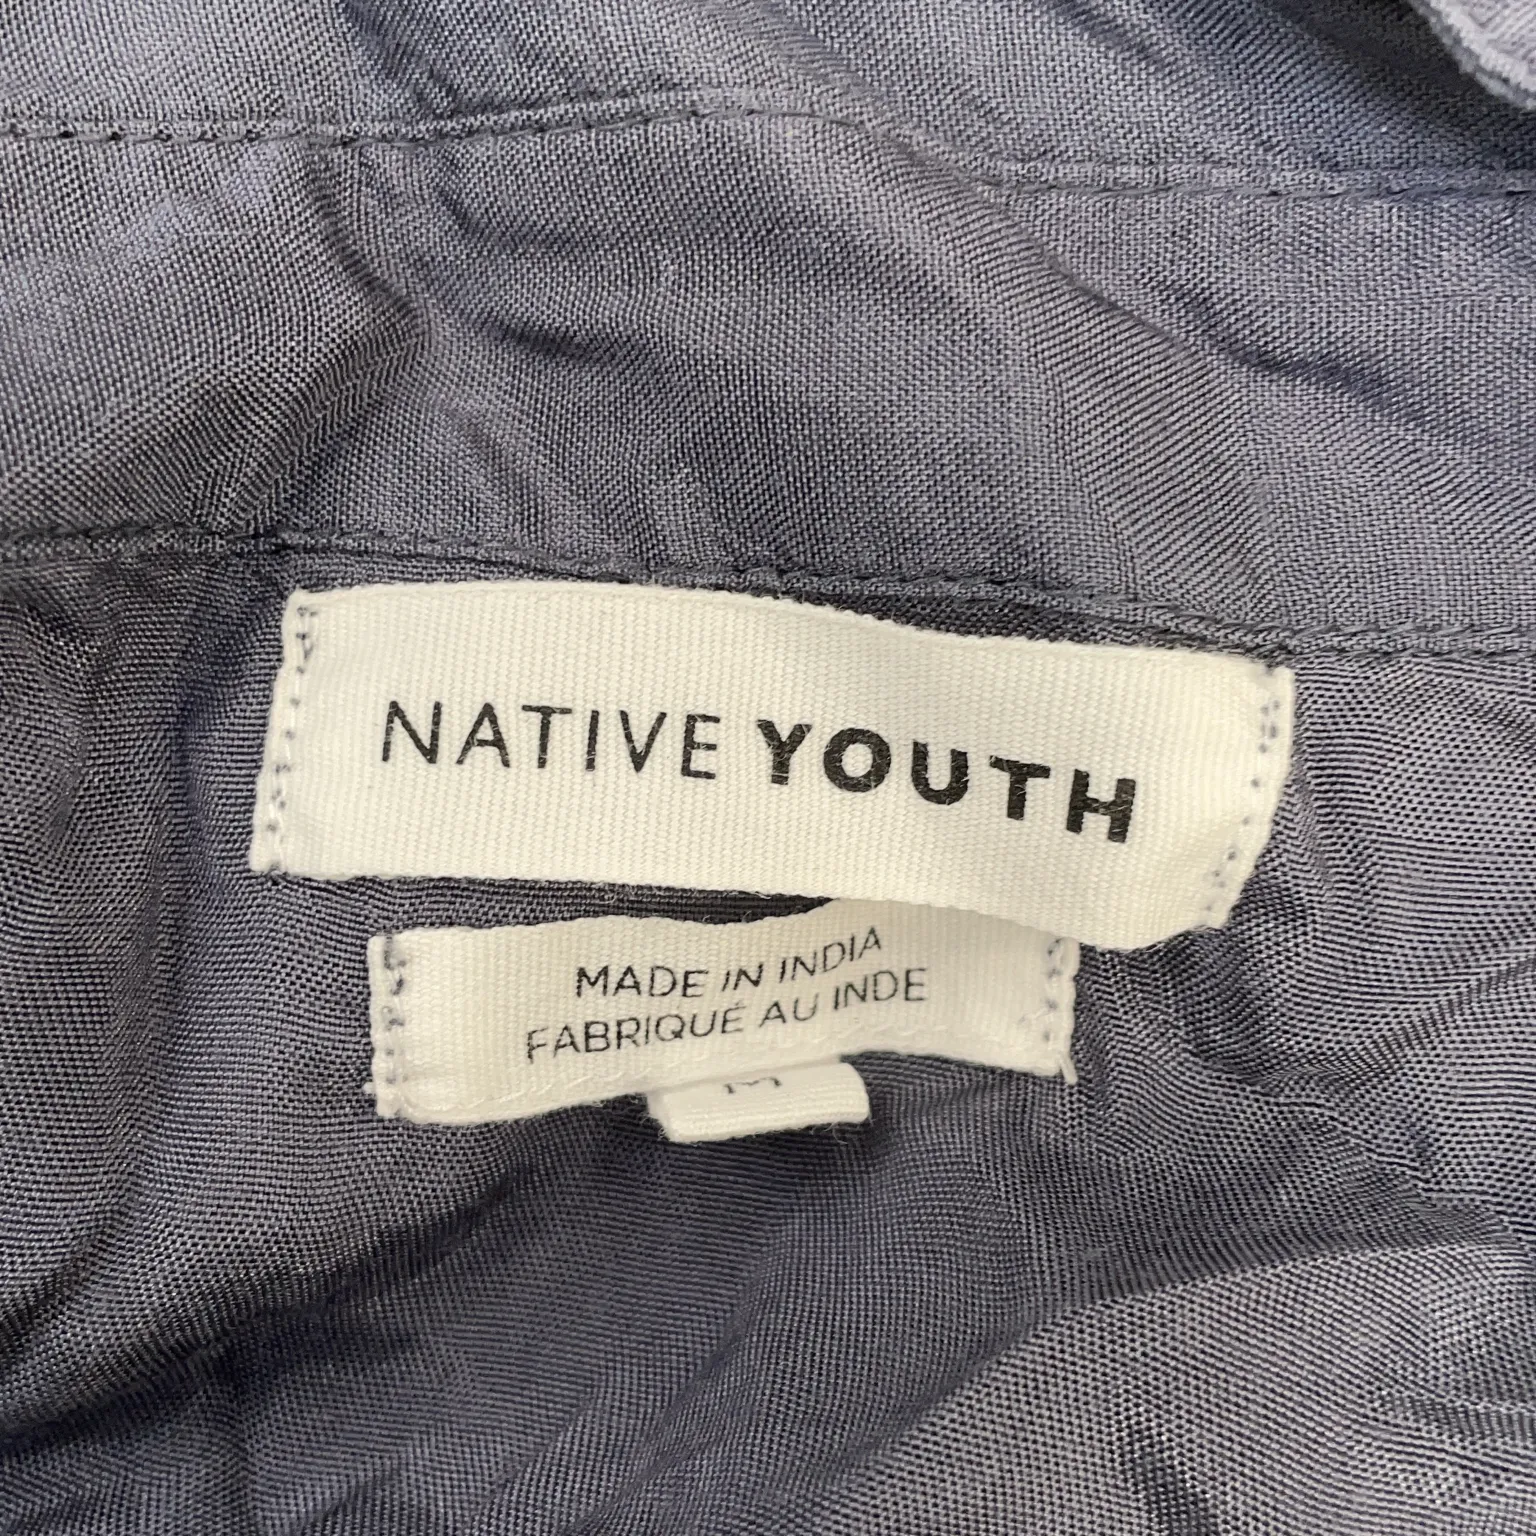 NATIVE YOUTH
MADE IN INDIA
FABRIQUÉ AU INDE
M